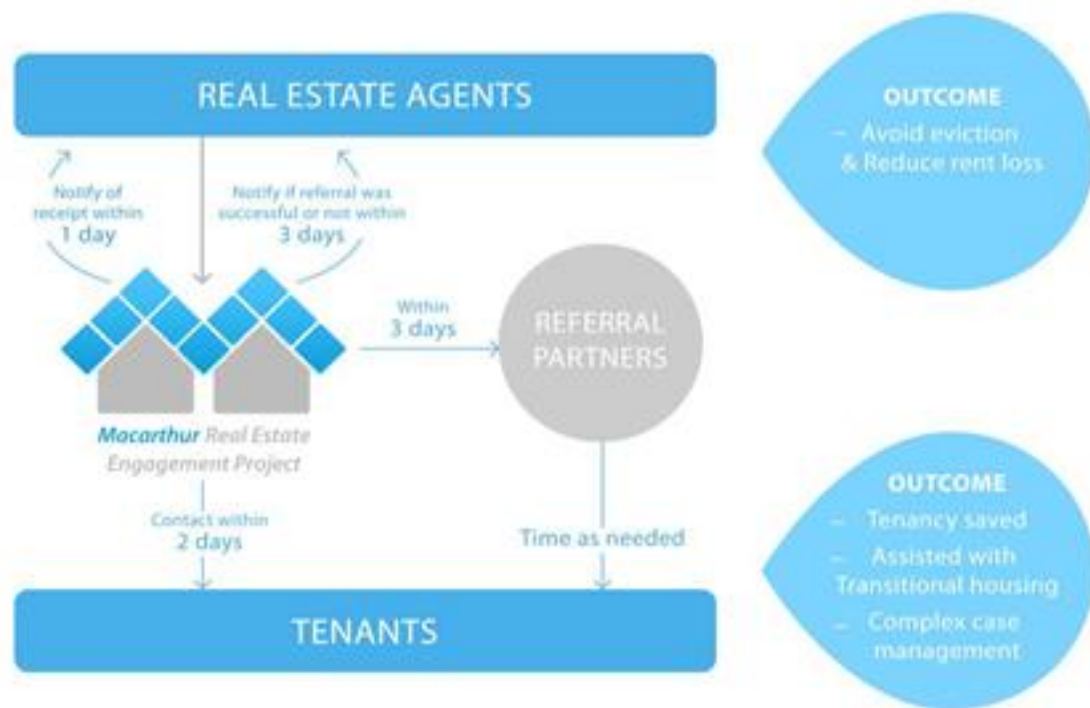 REAL ESTATE AGENTS
Notify of
receipt within
1 day
Notify if referral was
successful or not within
3 days
Within
3 days
REFERRAL
PARTNERS
Macarthur Real Estate
Engagement Project
Contact within
2 days
Time as needed
TENANTS
OUTCOME
– Avoid eviction
& Reduce rent loss
OUTCOME
– Tenancy saved
– Assisted with
Transitional housing
– Complex case
management